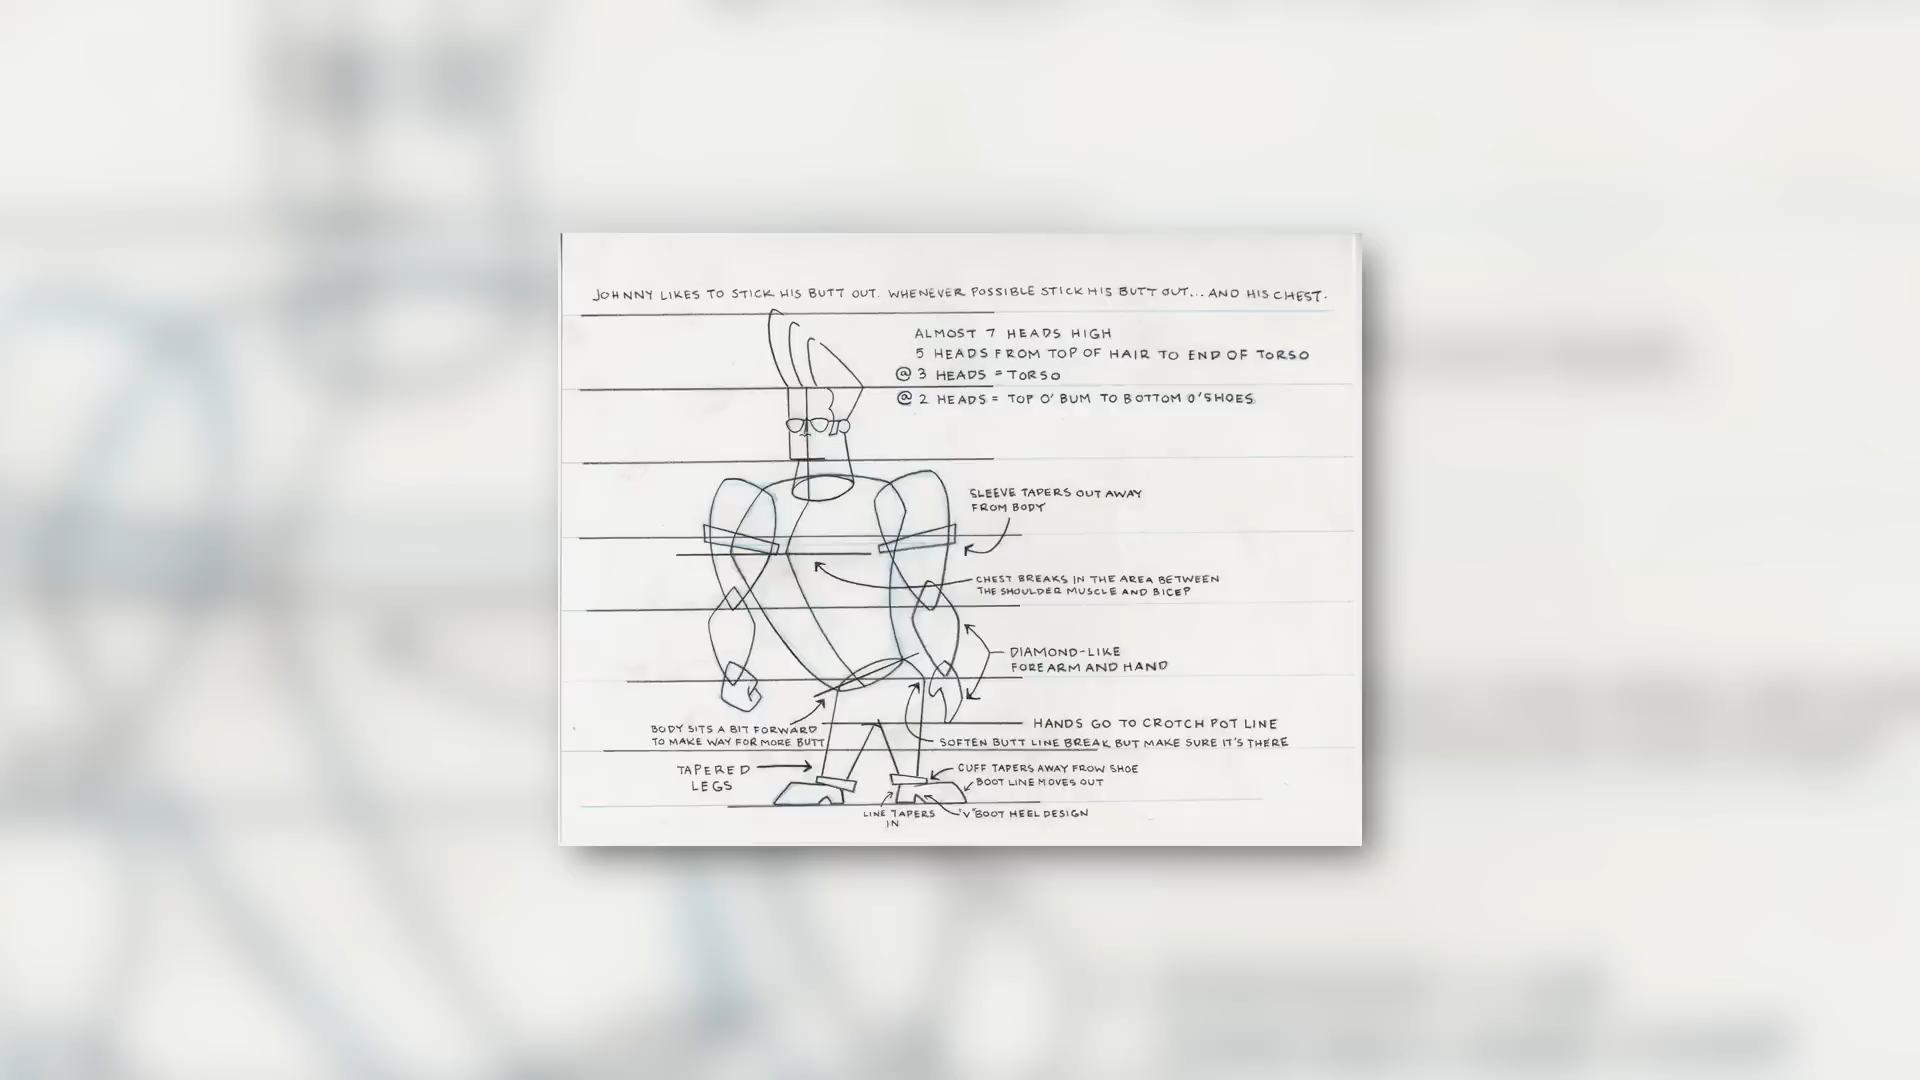 JOHNNY LIKES TO STICK HIS BUTT OUT. WHENEVER POSSIBLE STICK HIS BUTT OUT... AND HIS CHEST.
ALMOST 7 HEADS HIGH
5 HEADS FROM TOP OF HAIR TO END OF TORSO
@ 3 HEADS = TORSO
@ 2 HEADS = TOP O' BUM TO BOTTOM O' SHOES
SLEEVE TAPERS OUT AWAY
FROM BODY
CHEST BREAKS IN THE AREA BETWEEN
THE SHOULDER MUSCLE AND BICEP
DIAMOND-LIKE
FOREARM AND HAND
HANDS GO TO CROTCH POT LINE
BODY SITS A BIT FORWARD
TO MAKE WAY FOR MORE BUTT
SOFTEN BUTT LINE BREAK BUT MAKE SURE IT'S THERE
TAPERED
LEGS
CUFF TAPERS AWAY FROM SHOE
BOOT LINE MOVES OUT
LINE TAPERS
IN
"V" BOOT HEEL DESIGN